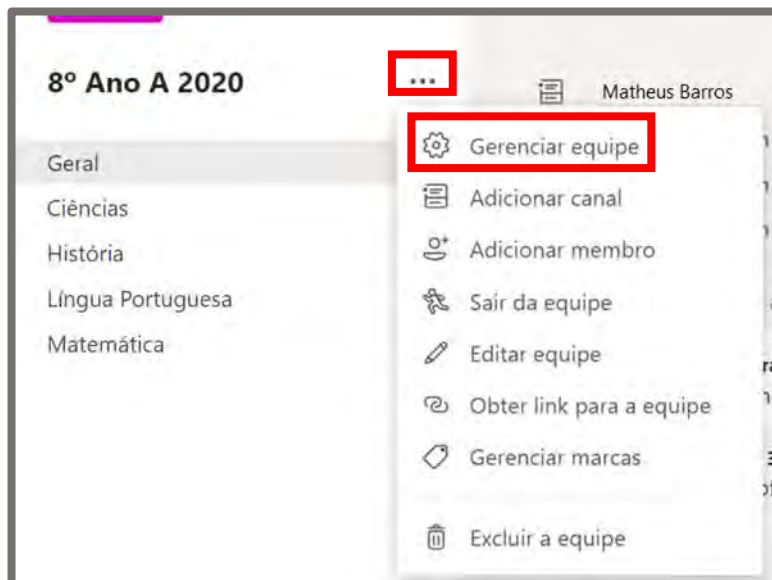 8º Ano A 2020
...
Matheus Barros
Geral
Ciências
História
Língua Portuguesa
Matemática
Gerenciar equipe
Adicionar canal
Adicionar membro
Sair da equipe
Editar equipe
Obter link para a equipe
Gerenciar marcas
Excluir a equipe